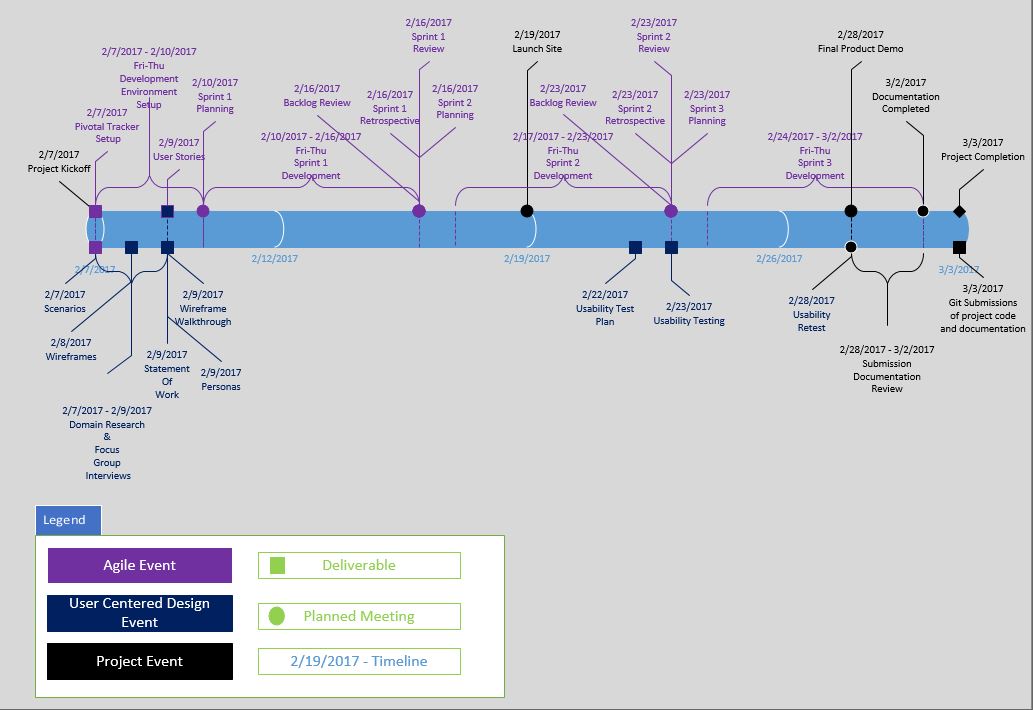 2/16/2017
Sprint 1
Review
2/23/2017
Sprint 2
Review
2/19/2017
Launch Site
2/28/2017
Final Product Demo
2/7/2017 - 2/10/2017
Fri-Thu
Development
Environment
Setup
2/10/2017
Sprint 1
Planning
2/16/2017
Backlog Review
2/16/2017
Sprint 1
Retrospective
2/16/2017
Sprint 2
Planning
2/23/2017
Backlog Review
2/23/2017
Sprint 2
Retrospective
2/23/2017
Sprint 3
Planning
3/2/2017
Documentation
Completed
2/7/2017
Pivotal Tracker
Setup
2/7/2017
Project Kickoff
2/9/2017
User Stories
2/10/2017 - 2/16/2017
Fri-Thu
Sprint 1
Development
2/17/2017 - 2/23/2017
Fri-Thu
Sprint 2
Development
2/24/2017 - 3/2/2017
Fri-Thu
Sprint 3
Development
3/3/2017
Project Completion
2/7/2017
2/12/2017
2/19/2017
2/26/2017
3/3/2017
2/7/2017
Scenarios
2/8/2017
Wireframes
2/9/2017
Wireframe
Walkthrough
2/9/2017
Statement
Of
Work
2/9/2017
Personas
2/7/2017 - 2/9/2017
Domain Research
&
Focus
Group
Interviews
2/22/2017
Usability Test
Plan
2/23/2017
Usability Testing
2/28/2017
Usability
Retest
2/28/2017 - 3/2/2017
Submission
Documentation
Review
3/3/2017
Git Submissions
of project code
and documentation
Legend
Agile Event
Deliverable
User Centered Design
Event
Planned Meeting
Project Event
2/19/2017 - Timeline